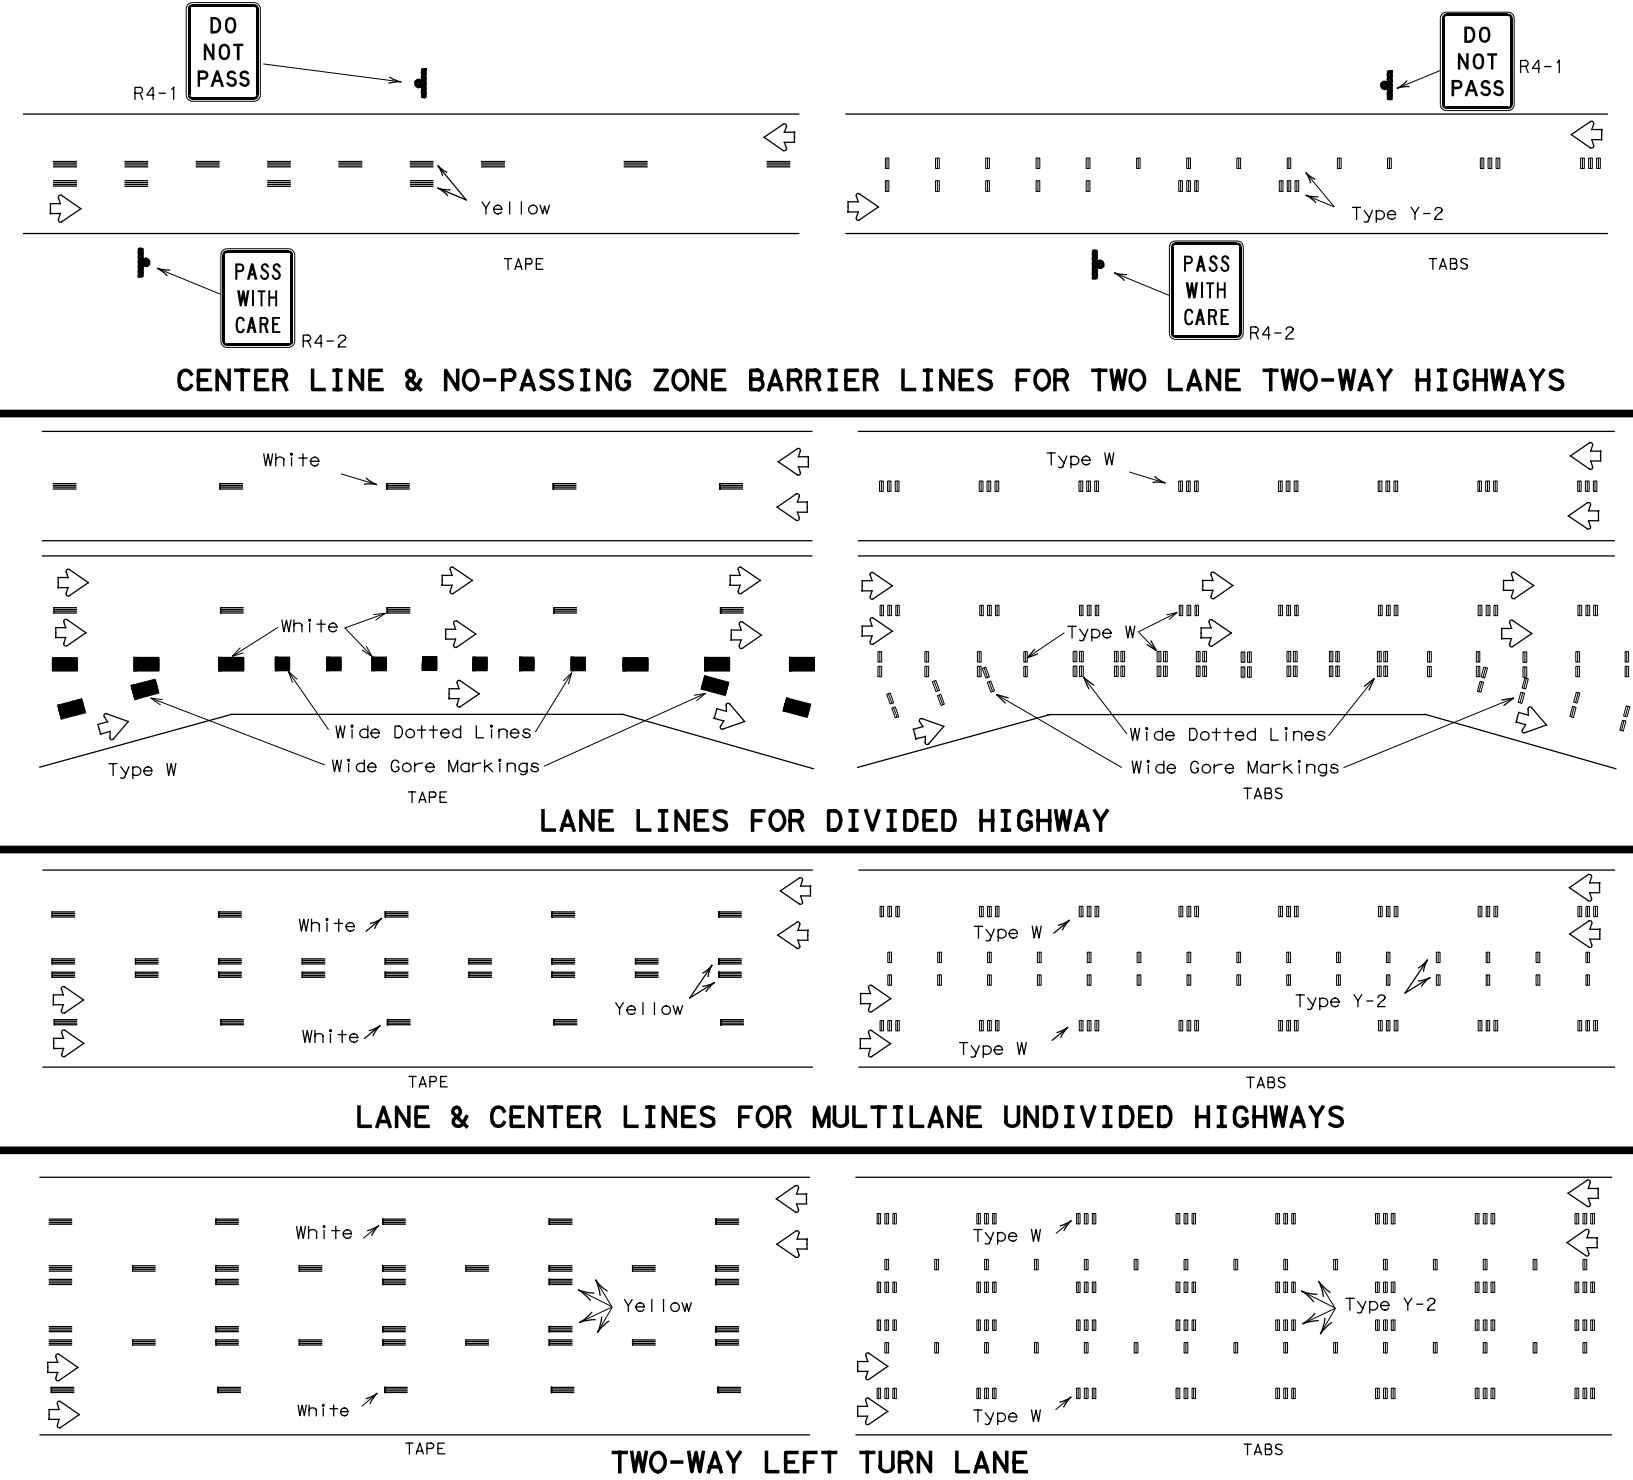 DO
NOT
PASS
R4-1
DO
NOT
PASS
R4-1
Yellow
Type Y-2
TAPE
TABS
PASS
WITH
CARE
R4-2
PASS
WITH
CARE
R4-2
CENTER LINE & NO-PASSING ZONE BARRIER LINES FOR TWO LANE TWO-WAY HIGHWAYS
White
Type W
White
Type W
Wide Dotted Lines
Wide Dotted Lines
Wide Gore Markings
Wide Gore Markings
Type W
TAPE
TABS
LANE LINES FOR DIVIDED HIGHWAY
White
Type W
Yellow
Type Y-2
White
Type W
TAPE
TABS
LANE & CENTER LINES FOR MULTILANE UNDIVIDED HIGHWAYS
White
Type W
Yellow
Type Y-2
White
Type W
TAPE
TABS
TWO-WAY LEFT TURN LANE